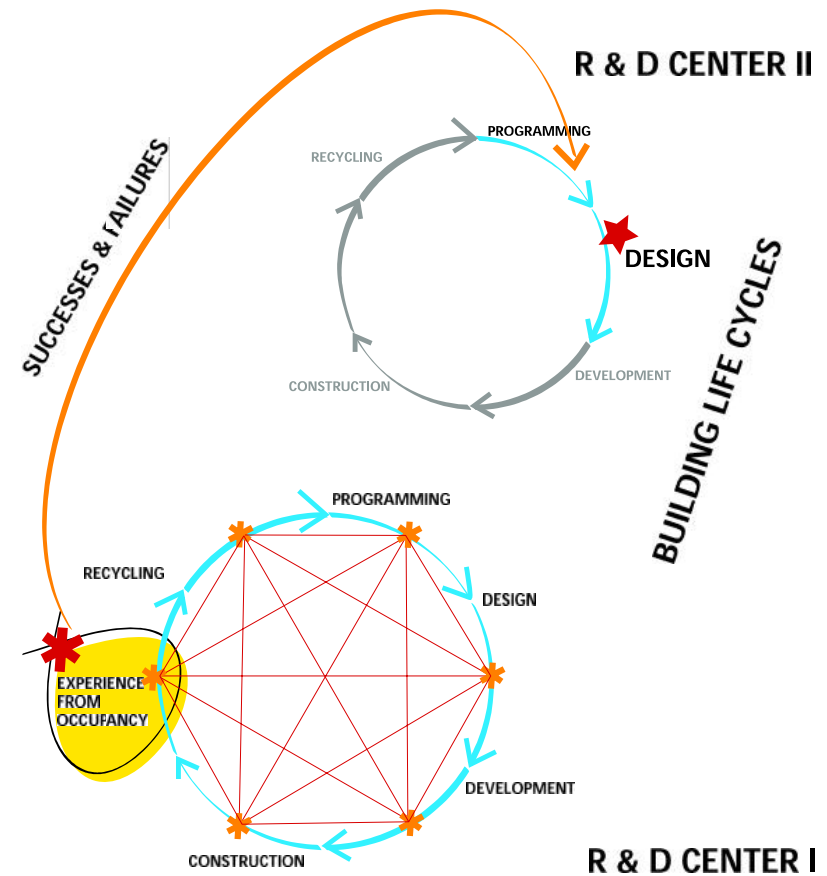 R & D CENTER II
PROGRAMMING
RECYCLING
DESIGN
DEVELOPMENT
CONSTRUCTION
SUCCESSES & FAILURES
BUILDING LIFE CYCLES
PROGRAMMING
RECYCLING
DESIGN
EXPERIENCE
FROM
OCCUPANCY
DEVELOPMENT
CONSTRUCTION
R & D CENTER I